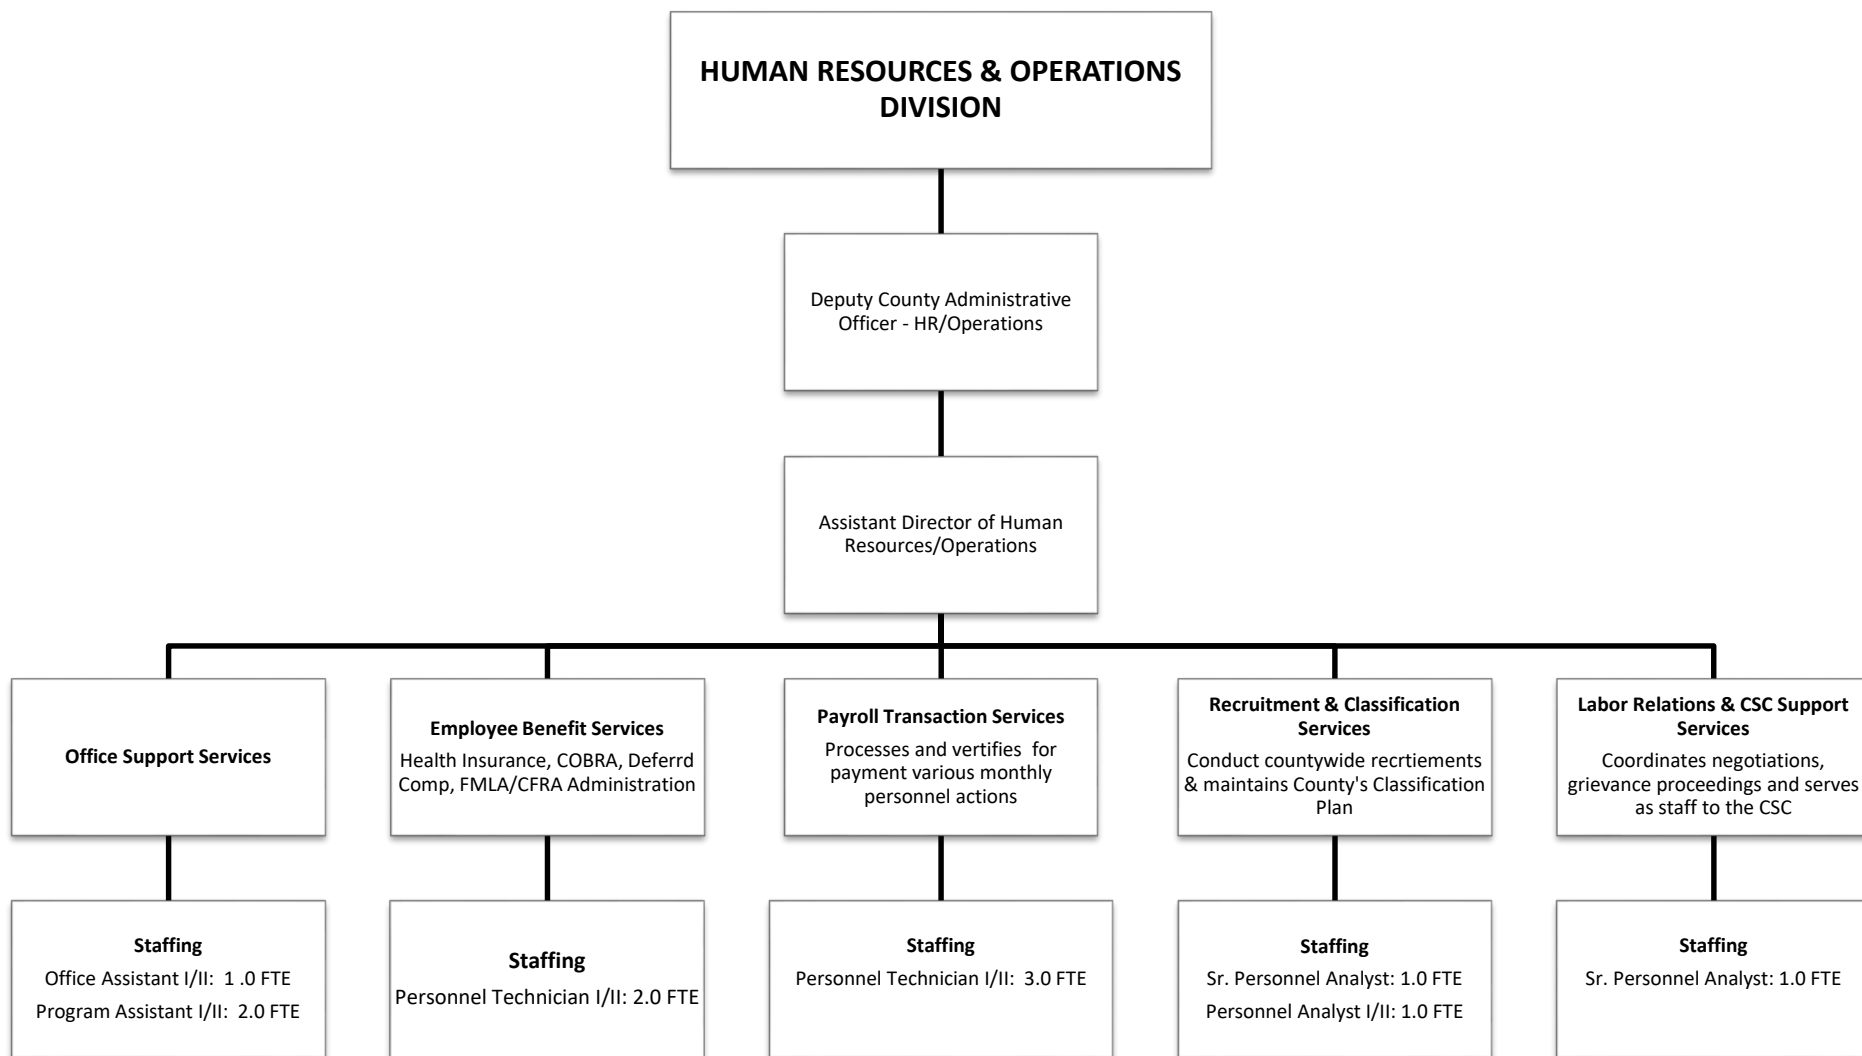 HUMAN RESOURCES & OPERATIONS
DIVISION
Deputy County Administrative
Officer - HR/Operations
Assistant Director of Human
Resources/Operations
Office Support Services
Employee Benefit Services
Health Insurance, COBRA, Deferrd
Comp, FMLA/CFRA Administration
Payroll Transaction Services
Processes and vertifies  for
payment various monthly
personnel actions
Recruitment & Classification
Services
Conduct countywide recrtiements
& maintains County's Classification
Plan
Labor Relations & CSC Support
Services
Coordinates negotiations,
grievance proceedings and serves
as staff to the CSC
Staffing
Office Assistant I/II:  1 .0 FTE
Program Assistant I/II:  2.0 FTE
Staffing
Personnel Technician I/II: 2.0 FTE
Staffing
Personnel Technician I/II:  3.0 FTE
Staffing
Sr. Personnel Analyst: 1.0 FTE
Personnel Analyst I/II: 1.0 FTE
Staffing
Sr. Personnel Analyst: 1.0 FTE